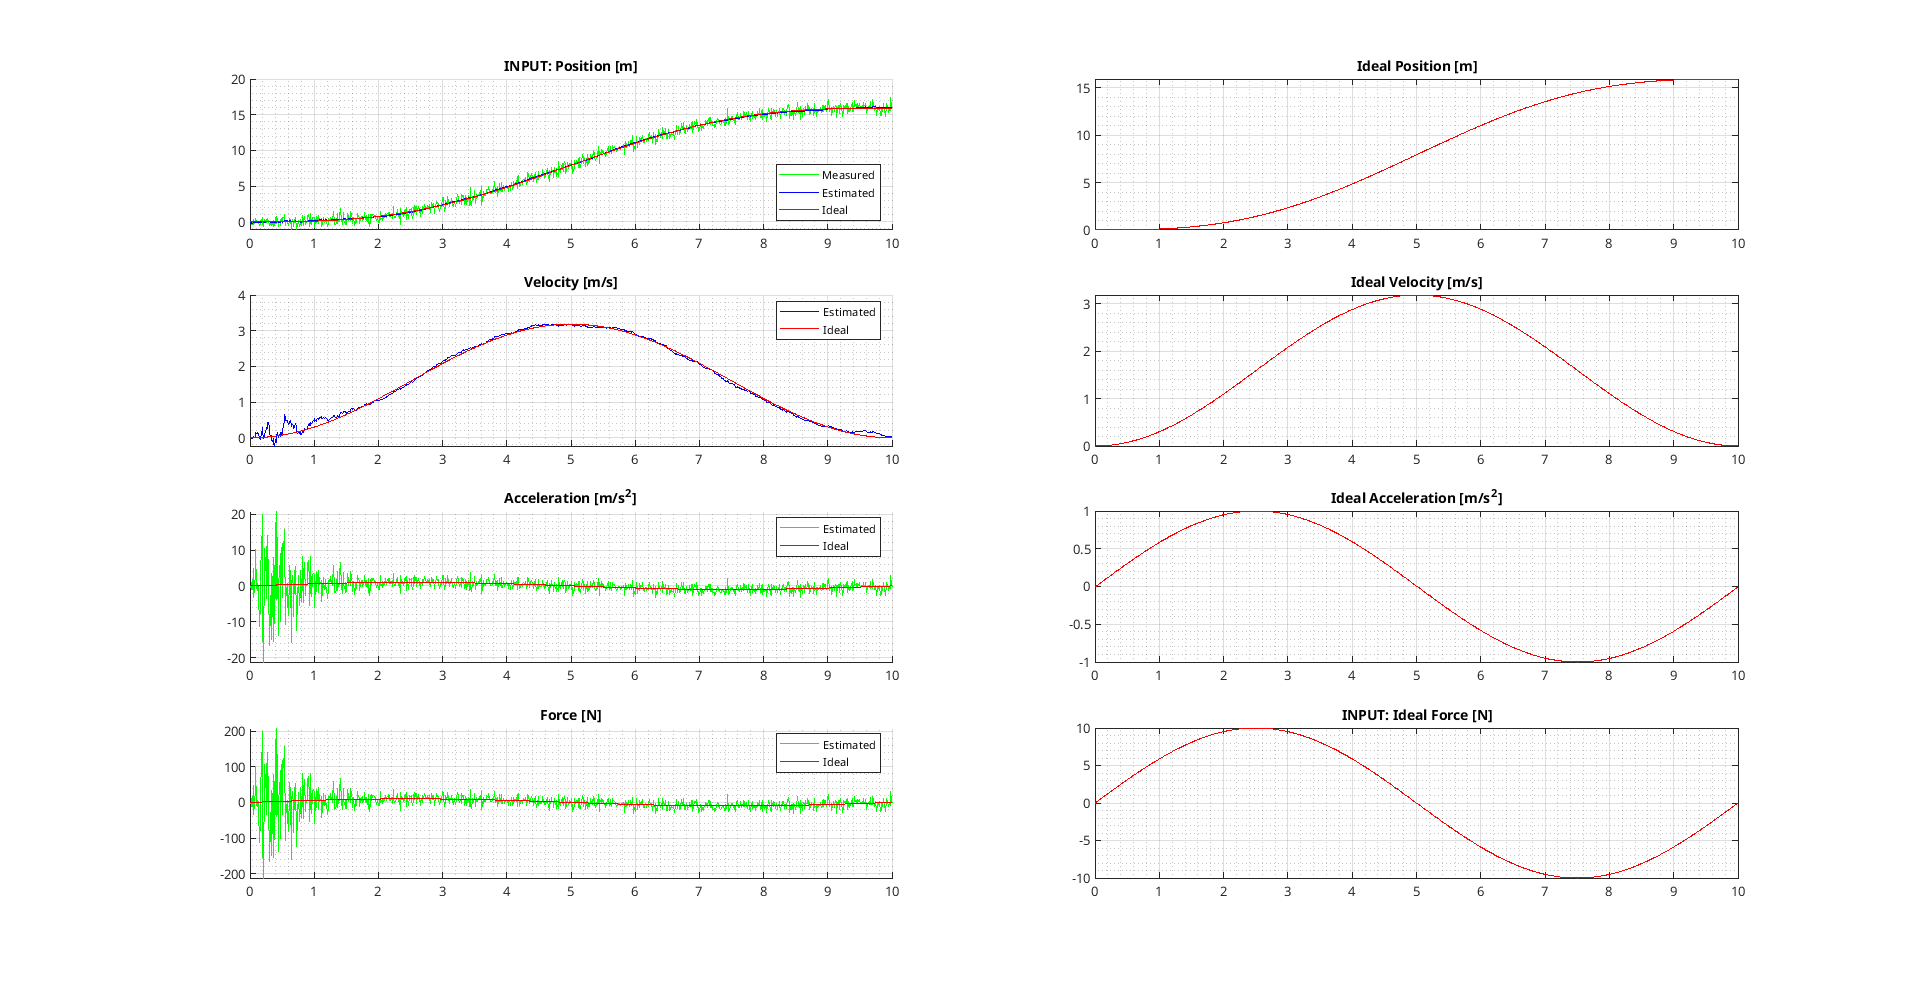 INPUT: Position [m]
20
15
10
5
0
0 1 2 3 4 5 6 7 8 9 10
Measured
Estimated
Ideal
Ideal Position [m]
15
10
5
0
0 1 2 3 4 5 6 7 8 9 10
Velocity [m/s]
4
3
2
1
0
0 1 2 3 4 5 6 7 8 9 10
Estimated
Ideal
Ideal Velocity [m/s]
3
2
1
0
0 1 2 3 4 5 6 7 8 9 10
Acceleration [m/s²]
20
10
0
-10
-20
0 1 2 3 4 5 6 7 8 9 10
Estimated
Ideal
Ideal Acceleration [m/s²]
1
0.5
0
-0.5
-1
0 1 2 3 4 5 6 7 8 9 10
Force [N]
200
100
0
-100
-200
0 1 2 3 4 5 6 7 8 9 10
Estimated
Ideal
INPUT: Ideal Force [N]
10
5
0
-5
-10
0 1 2 3 4 5 6 7 8 9 10